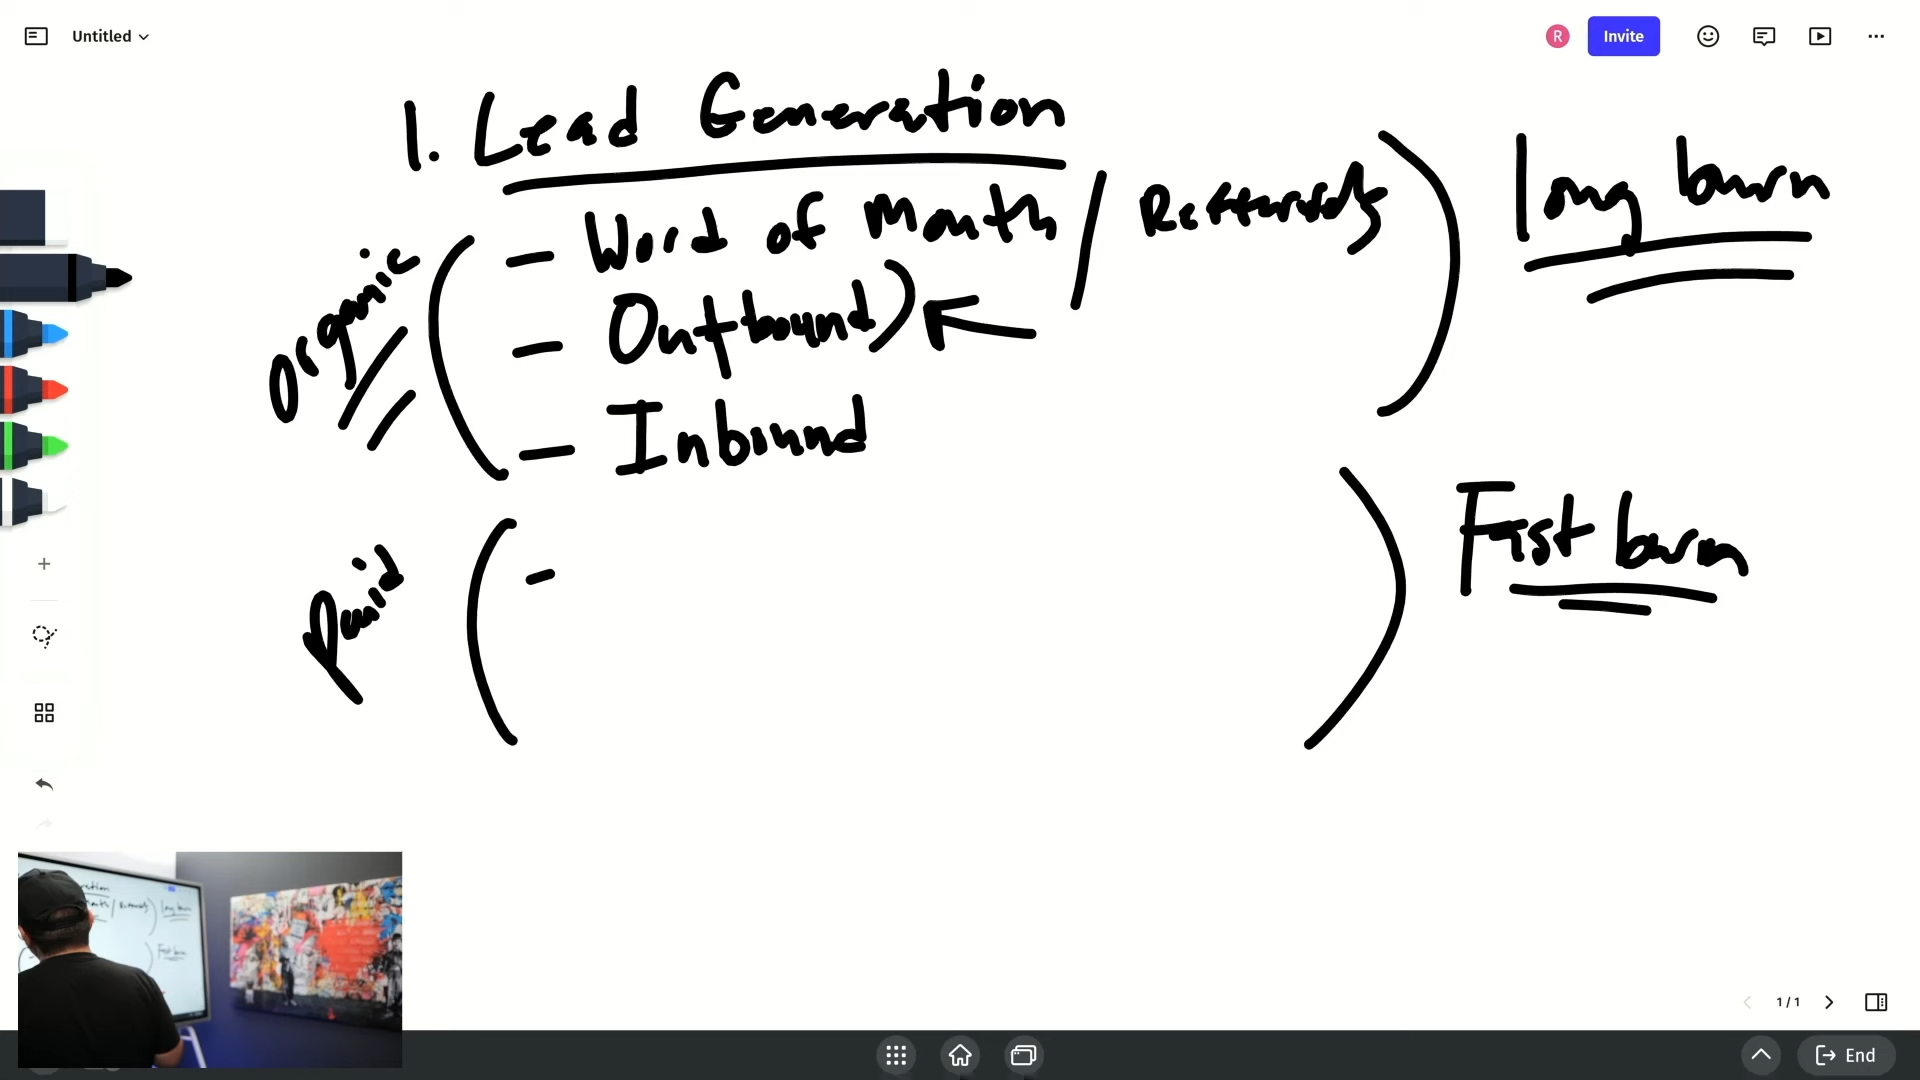 Untitled
R
Invite
1. Lead Generation
- Word of Mouth / Refferals
long burn
Organic
- Outbound
- Inbound
Paid
-
Fast burn
1 / 1
End